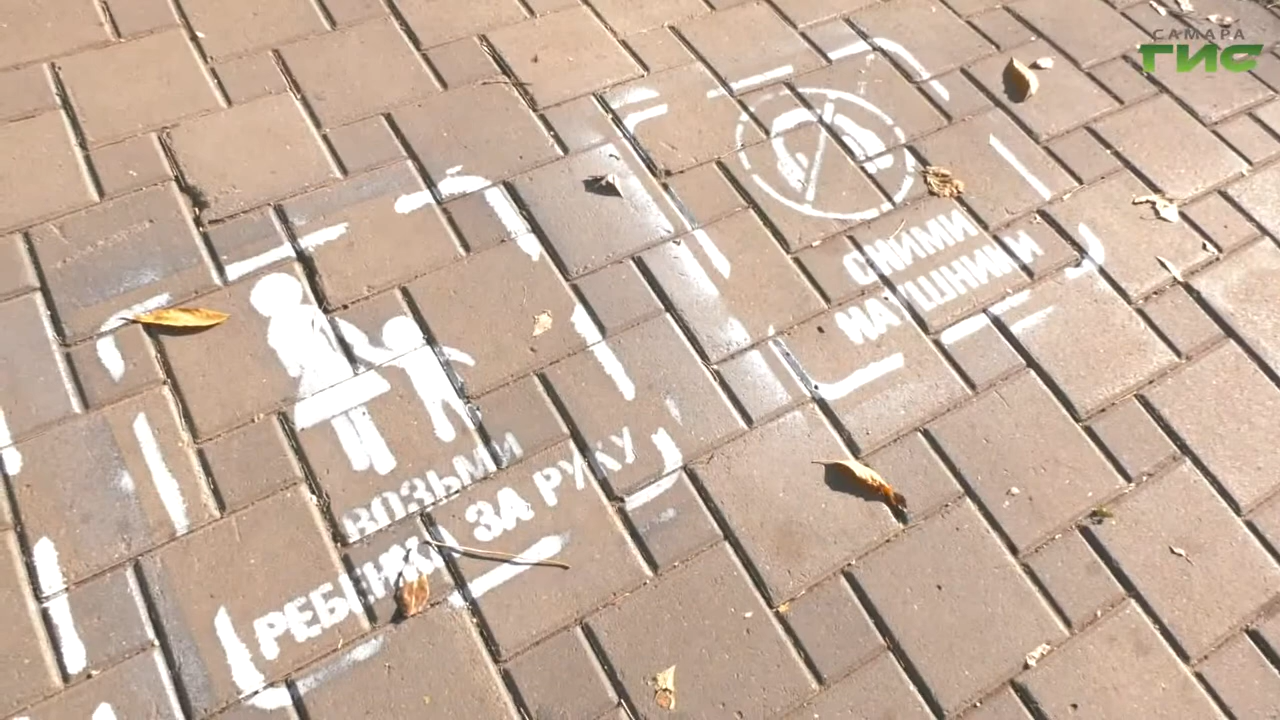 САМАРА
ГИС
СНИМИ
НАУШНИКИ
ВОЗЬМИ
РЕБЕНКА ЗА РУКУ